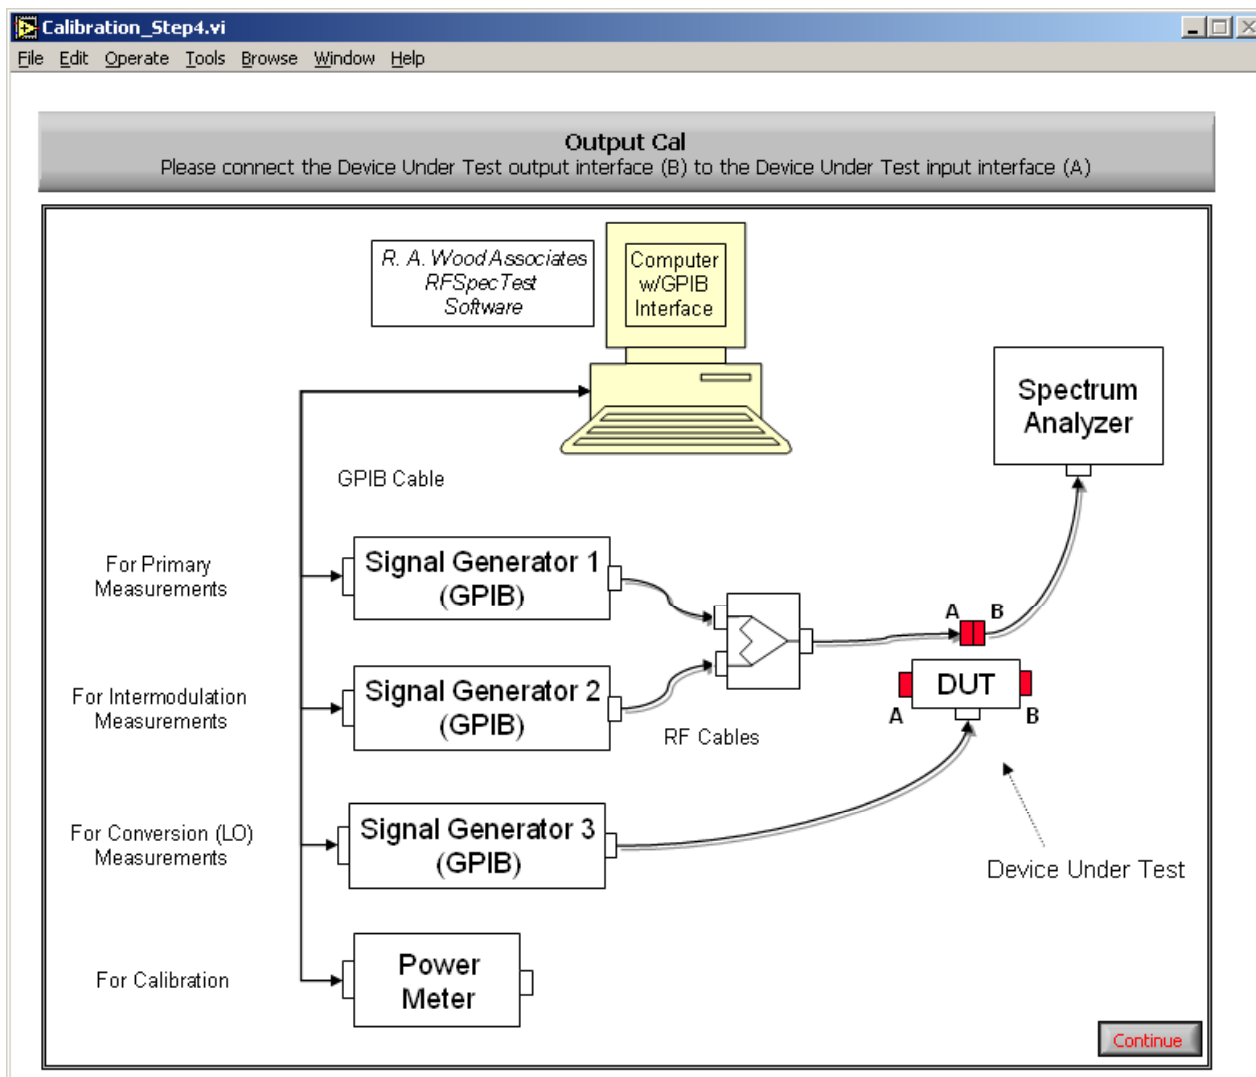 Calibration_Step4.vi
File Edit Operate Tools Browse Window Help
Output Cal
Please connect the Device Under Test output interface (B) to the Device Under Test input interface (A)
R. A. Wood Associates
RFSpecTest
Software
Computer
w/GPIB
Interface
Spectrum
Analyzer
GPIB Cable
For Primary
Measurements
Signal Generator 1
(GPIB)
A B
DUT
A B
For Intermodulation
Measurements
Signal Generator 2
(GPIB)
RF Cables
For Conversion (LO)
Measurements
Signal Generator 3
(GPIB)
Device Under Test
For Calibration
Power
Meter
Continue